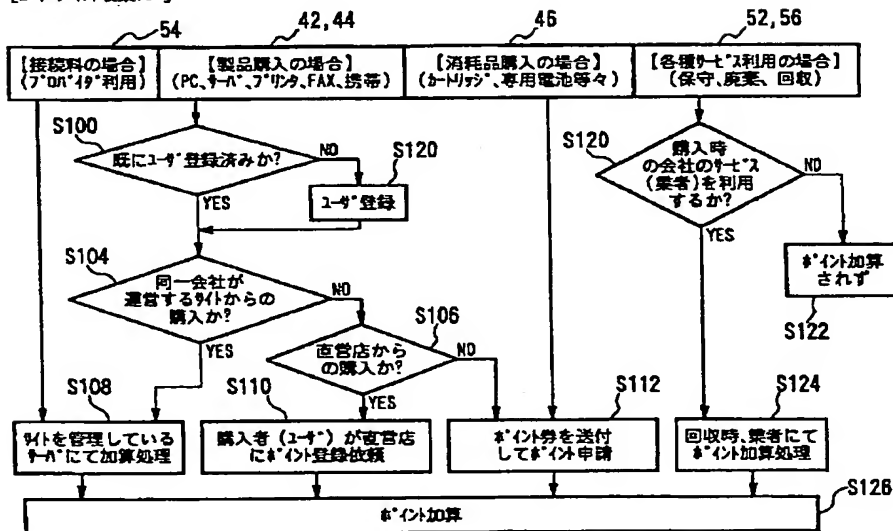 54
42, 44
46
52, 56
【接続料の場合】
(プロバイダ利用)
【製品購入の場合】
(PC、サーバ、プリンタ、FAX、携帯)
【消耗品購入の場合】
(カートリッジ、専用電池等々)
【各種サービス利用の場合】
(保守、廃棄、回収)
S100
既にユーザ登録済みか?
NO
S120
ユーザ登録
YES
S120
購入時
の会社のサービス
(業者)を利用
するか?
NO
YES
ポイント加算
されず
S122
S104
同一会社が
運営するサイトからの
購入か?
NO
YES
S106
直営店から
の購入か?
NO
YES
S108
サイトを管理している
サーバにて加算処理
S110
購入者(ユーザ)が直営店
にポイント登録依頼
S112
ポイント券を送付
してポイント申請
S124
回収時、業者にて
ポイント加算処理
S126
ポイント加算